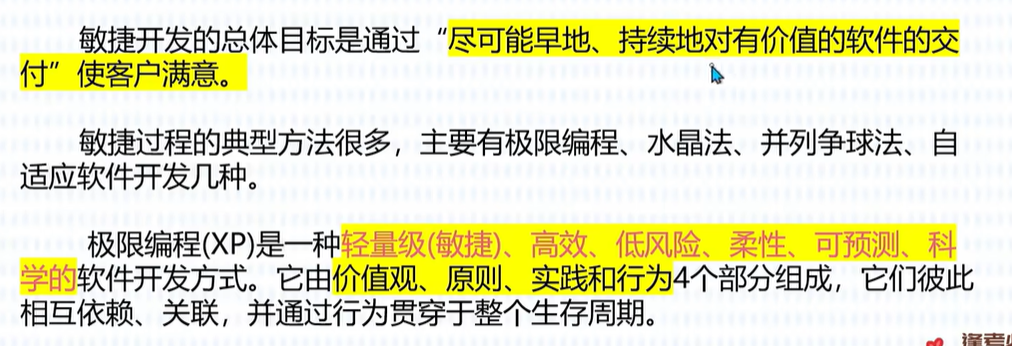 敏捷开发的总体目标是通过“尽可能早地、持续地对有价值的软件的交
付”使客户满意。
敏捷过程的典型方法很多，主要有极限编程、水晶法、并列争球法、自
适应软件开发几种。
极限编程(XP)是一种轻量级(敏捷)、高效、低风险、柔性、可预测、科
学的软件开发方式。它由价值观、原则、实践和行为4个部分组成，它们彼此
相互依赖、关联，并通过行为贯穿于整个生存周期。